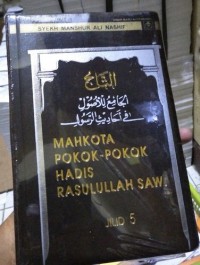 SYEKH MANSHUR ALI NASHIF
التاج
الجامع للأصول
في أحاديث الرسول
MAHKOTA
POKOK-POKOK
HADIS
RASULULLAH SAW
JILID 5